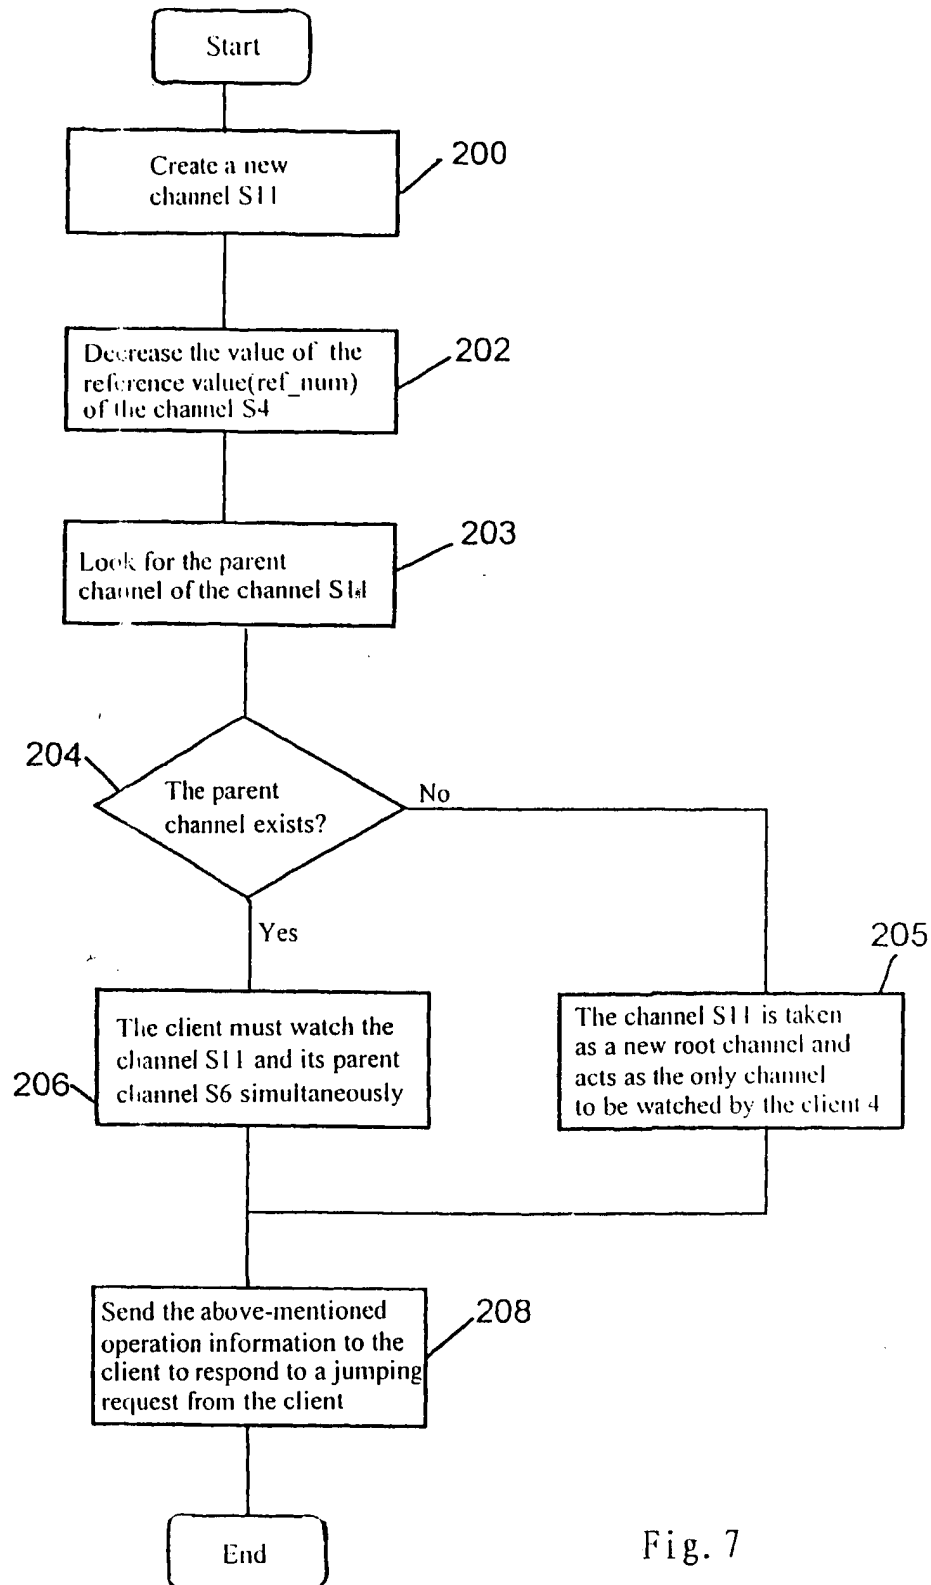 Start
Create a new
channel S11
200
Decrease the value of the
reference value(ref_num)
of the channel S4
202
Look for the parent
channel of the channel S11
203
204
The parent
channel exists?
No
Yes
205
The channel S11 is taken
as a new root channel and
acts as the only channel
to be watched by the client 4
The client must watch the
channel S11 and its parent
channel S6 simultaneously
206
Send the above-mentioned
operation information to the
client to respond to a jumping
request from the client
208
End
Fig. 7